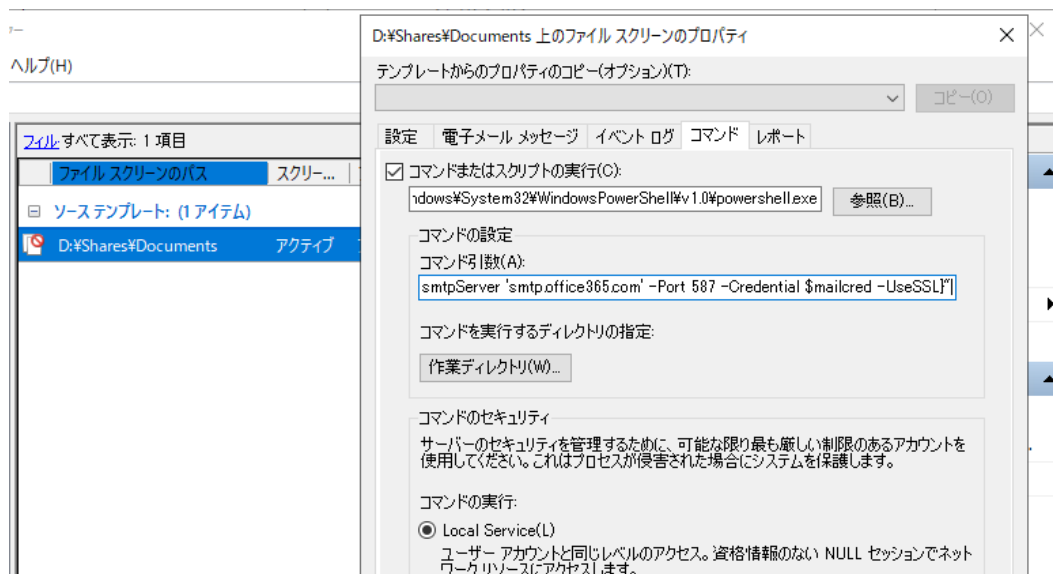 D:¥Shares¥Documents 上のファイル スクリーンのプロパティ
ヘルプ(H)
テンプレートからのプロパティのコピー(オプション)(T):
コピー(O)
フィル すべて表示: 1 項目
設定 電子メール メッセージ イベント ログ コマンド レポート
ファイル スクリーンのパス スクリー...
コマンドまたはスクリプトの実行(C):
ndows¥System32¥WindowsPowerShell¥v1.0¥powershell.exe 参照(B)...
ソース テンプレート: (1 アイテム)
コマンドの設定
D:¥Shares¥Documents アクティブ
コマンド引数(A):
smtpServer 'smtp.office365.com' -Port 587 -Credential $mailcred -UseSSL}"
コマンドを実行するディレクトリの指定:
作業ディレクトリ(W)...
コマンドのセキュリティ
サーバーのセキュリティを管理するために、可能な限り最も厳しい制限のあるアカウントを
使用してください。これはプロセスが侵害された場合にシステムを保護します。
コマンドの実行:
Local Service(L)
ユーザー アカウントと同じレベルのアクセス。資格情報のない NULL セッションでネット
ワーク リソースにアクセスします。